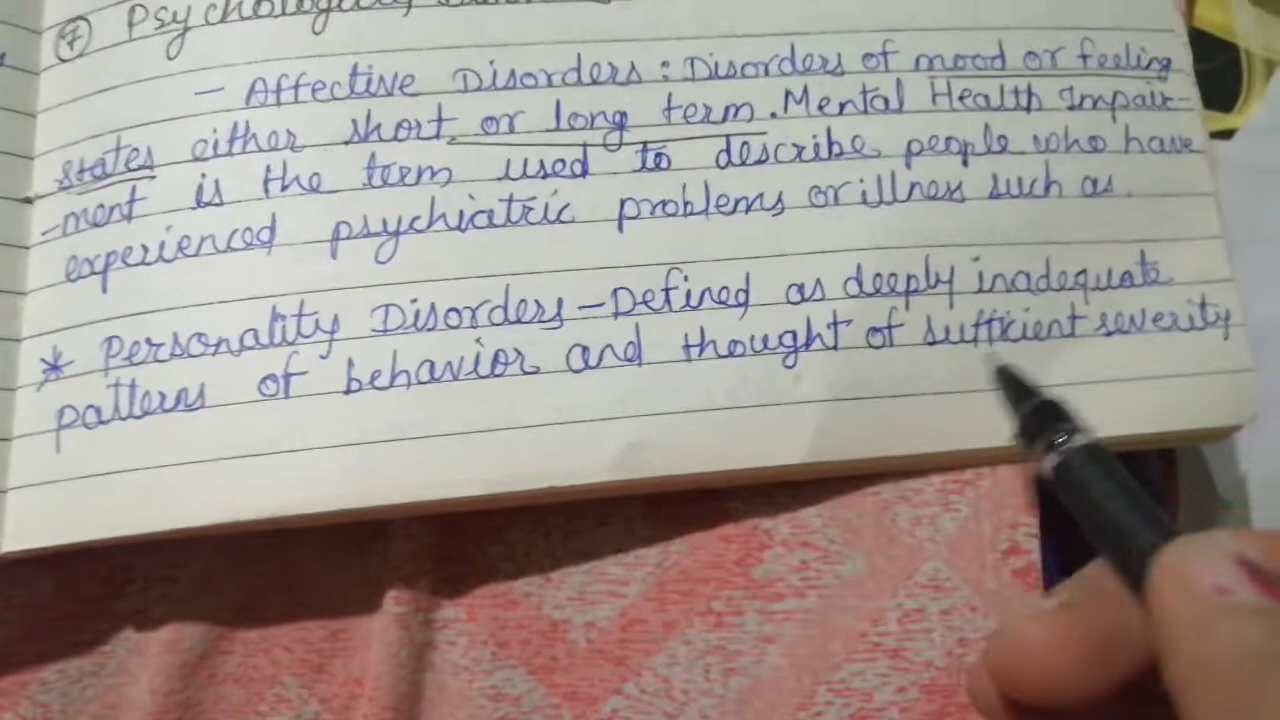 ⑦ Psychological
- Affective Disorders : Disorders of mood or feeling
states either short or long term. Mental Health Impair-
-ment is the term used to describe people who have
experienced psychiatric problems or illness such as
* Personality Disorders - Defined as deeply inadequate
patterns of behavior and thought of sufficient severity